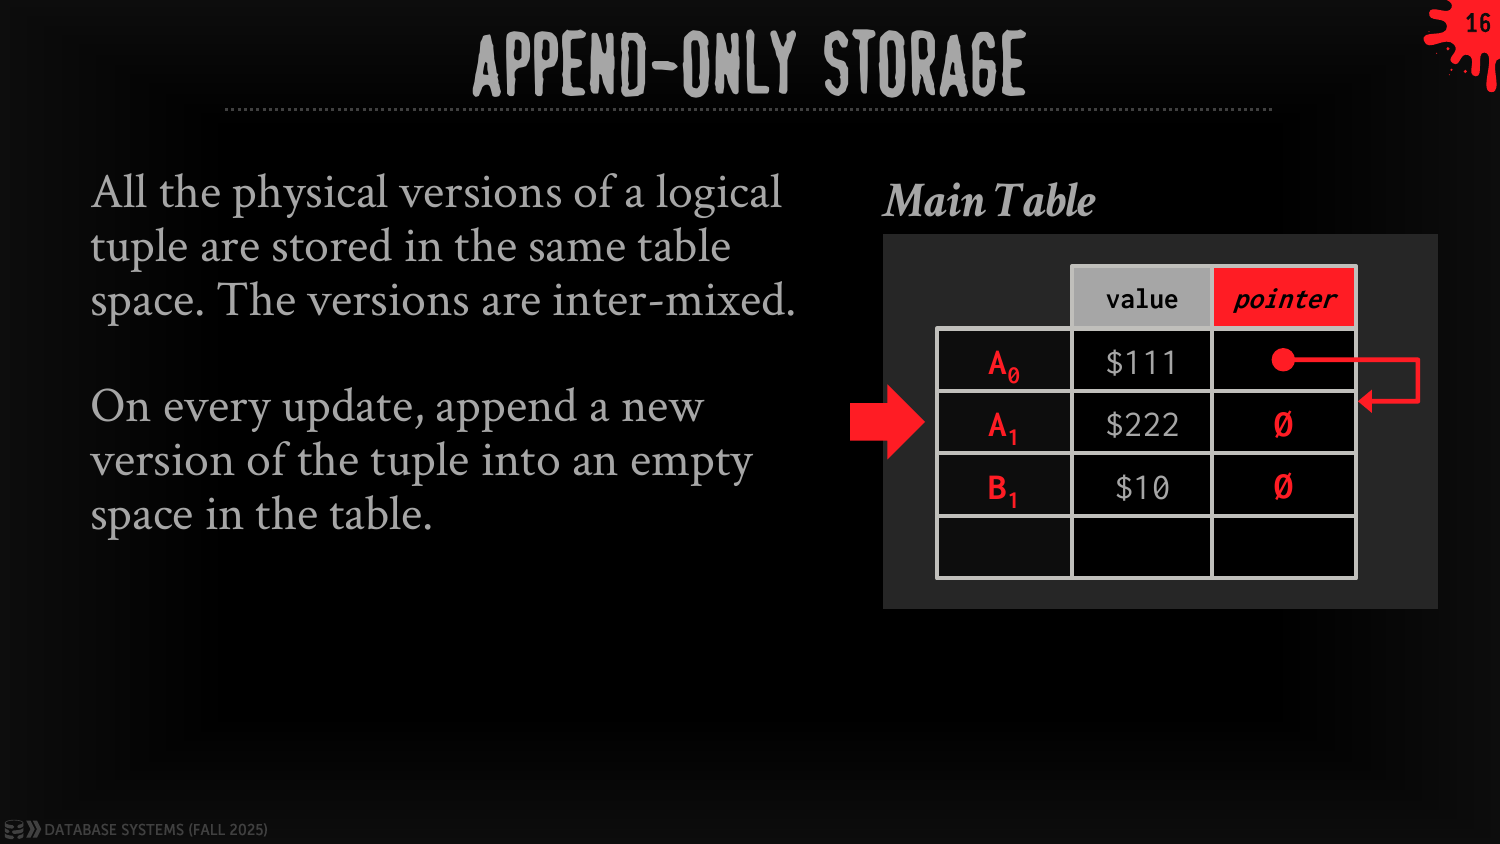 16
APPEND-ONLY STORAGE
All the physical versions of a logical
tuple are stored in the same table
space. The versions are inter-mixed.
On every update, append a new
version of the tuple into an empty
space in the table.
Main Table
value pointer
A₀ $111
A₁ $222 Ø
B₁ $10 Ø
DATABASE SYSTEMS (FALL 2025)